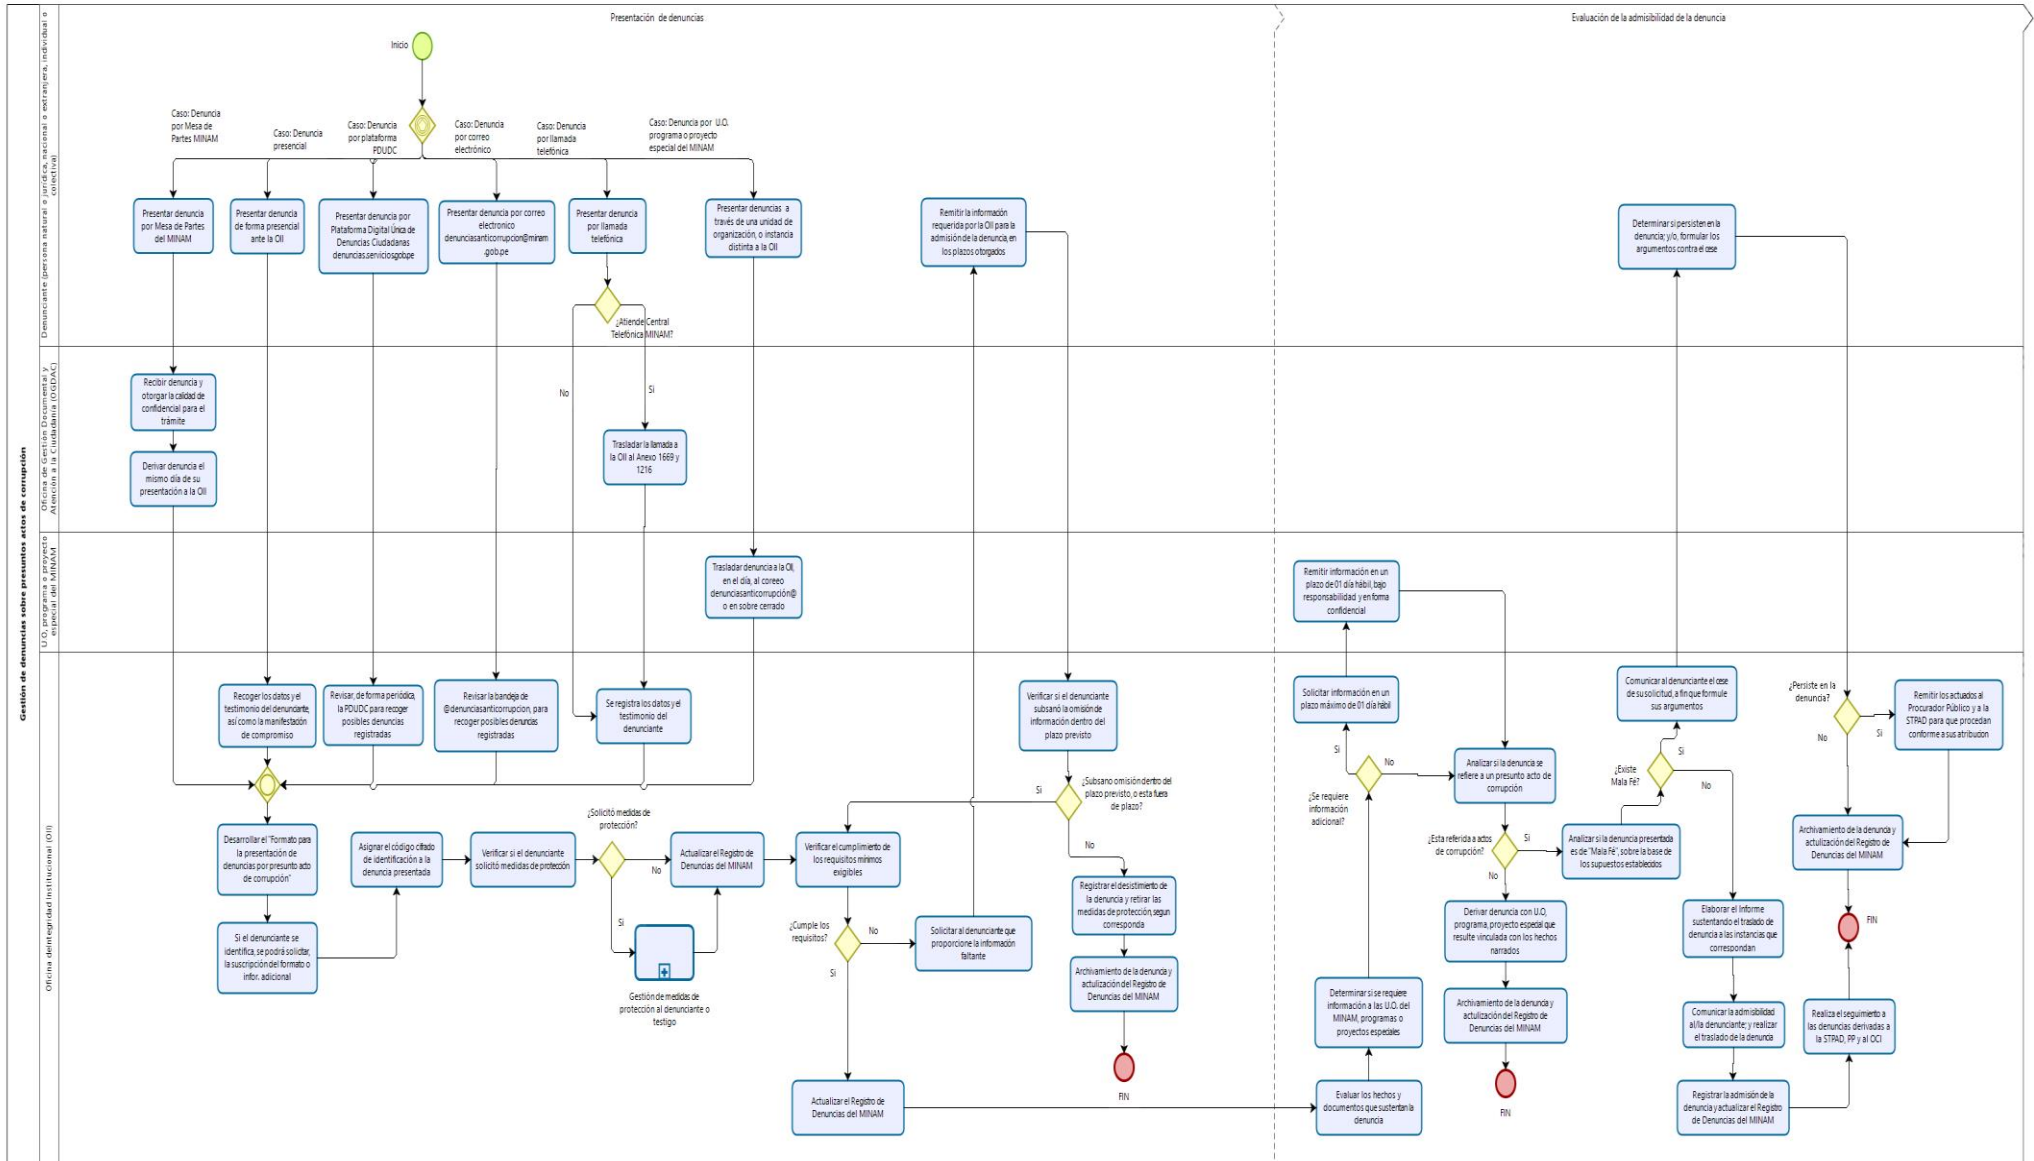 Gestión de denuncias sobre presuntos actos de corrupción
Presentación de denuncias
Evaluación de la admisibilidad de la denuncia
Denunciante (persona natural o jurídica, nacional o extranjera, individual o
colectiva)
Inicio
Caso: Denuncia
por Mesa de
Partes MINAM
Caso: Denuncia
presencial
Caso: Denuncia
por plataforma
PDUDC
Caso: Denuncia
por correo
electrónico
Caso: Denuncia
por llamada
telefónica
Caso: Denuncia por U.O.
programa o proyecto
especial del MINAM
Presentar denuncia
por Mesa de Partes
del MINAM
Presentar denuncia
de forma presencial
ante la OII
Presentar denuncia por
Plataforma Digital Única de
Denuncias Ciudadanas
denuncias.servicios.gob.pe
Presentar denuncia por correo
electronico
denunciasanticorrupcion@minam
.gob.pe
Presentar denuncia
por llamada
telefónica
Presentar denuncias a
través de una unidad de
organización, o instancia
distinta a la OII
Remitir la información
requerida por la OII para la
admisión de la denuncia, en
los plazos otorgados
Determinar si persisten en la
denuncia; y/o, formular los
argumentos contra el cese
¿Atiende Central
Telefónica MINAM?
Oficina de Gestión Documental y
Atención a la Ciudadanía (OGDAC)
Recibir denuncia y
otorgar la calidad de
confidencial para el
trámite
Derivar denuncia el
mismo día de su
presentación a la OII
No
Si
Trasladar la llamada a
la OII al Anexo 1669 y
1216
U.O, programa o proyecto
especial del MINAM
Trasladar denuncia a la OII,
en el día, al coreeo
denunciasanticorrupción@
o en sobre cerrado
Remitir información en un
plazo de 01 día hábil, bajo
responsabilidad y en forma
confidencial
Oficina deintegridad Institucional (OII)
Recoger los datos y el
testimonio del denundante,
así como la manifestación
de compromiso
Revisar, de forma periódica,
la PDUDC para recoger
posibles denuncias
registradas
Revisar la bandeja de
@denunciasanticorrupcion, para
recoger posibles denuncias
registradas
Se registra los datos y el
testimonio del
denunciante
Verificar si el denunciante
subsanó la omisión de
información dentro del
plazo previsto
Solicitar información en un
plazo máximo de 01 día hábil
Comunicar al denunciante el cese
de su solicitud, a fin que formule
sus argumentos
¿Persiste en la
denuncia?
Si
No
Remitir los actuados al
Procurador Público y a la
STPAD para que procedan
conforme a sus atribucion
Si
¿Subsano omisión dentro del
plazo previsto, o esta fuera
de plazo?
No
Si
No
¿Se requiere
información
adicional?
Analizar si la denuncia se
refiere a un presunto acto de
corrupción
¿Existe
Mala Fé?
Si
No
Desarrollar el "Formato para
la presentación de
denuncias por presunto acto
de corrupción"
Asignar el código cifrado
de identificación a la
denuncia presentada
Verificar si el denunciante
solicitó medidas de protección
¿Solicitó medidas de
protección?
No
Si
Actualizar el Registro de
Denuncias del MINAM
Verificar el cumplimiento de
los requisitos mínimos
exigibles
¿Esta referida a actos
de corrupción?
Si
No
Analizar si la denuncia presentada
es de "Mala Fé", sobre la base de
los supuestos establecidos
Archivamiento de la denunda y
actulización del Registro de
Denuncias del MINAM
Si el denunciante se
identifica, se podrá solicitar,
la suscripción del formato o
infor. adicional
Gestión de medidas de
protección al denunciante o
testigo
¿Cumple los
requisitos?
No
Si
Solicitar al denunciante que
proporcione la información
faltante
Registrar el desistimiento de
la denuncia y retirar las
medidas de protección, segun
corresponda
Archivamiento de la denunda y
actulización del Registro de
Denuncias del MINAM
FIN
Derivar denuncia con U.O,
programa, proyecto especial que
resulte vinculada con los hechos
narrados
Archivamiento de la denunda y
actulización del Registro de
Denuncias del MINAM
FIN
Elaborar el Informe
sustentando el traslado de
denuncia a las instancias que
correspondan
FIN
Determinar si se requiere
información a las U.O. del
MINAM, programas o
proyectos especiales
Comunicar la admisibilidad
al/la denunciante; y realizar
el traslado de la denuncia
Realiza el seguimiento a
las denuncias derivadas a
la STPAD, PP y al OCI
Actualizar el Registro de
Denuncias del MINAM
Evaluar los hechos y
documentos que sustentan la
denuncia
Registrar la admisión de la
denuncia y actualizar el Registro
de Denuncias del MINAM